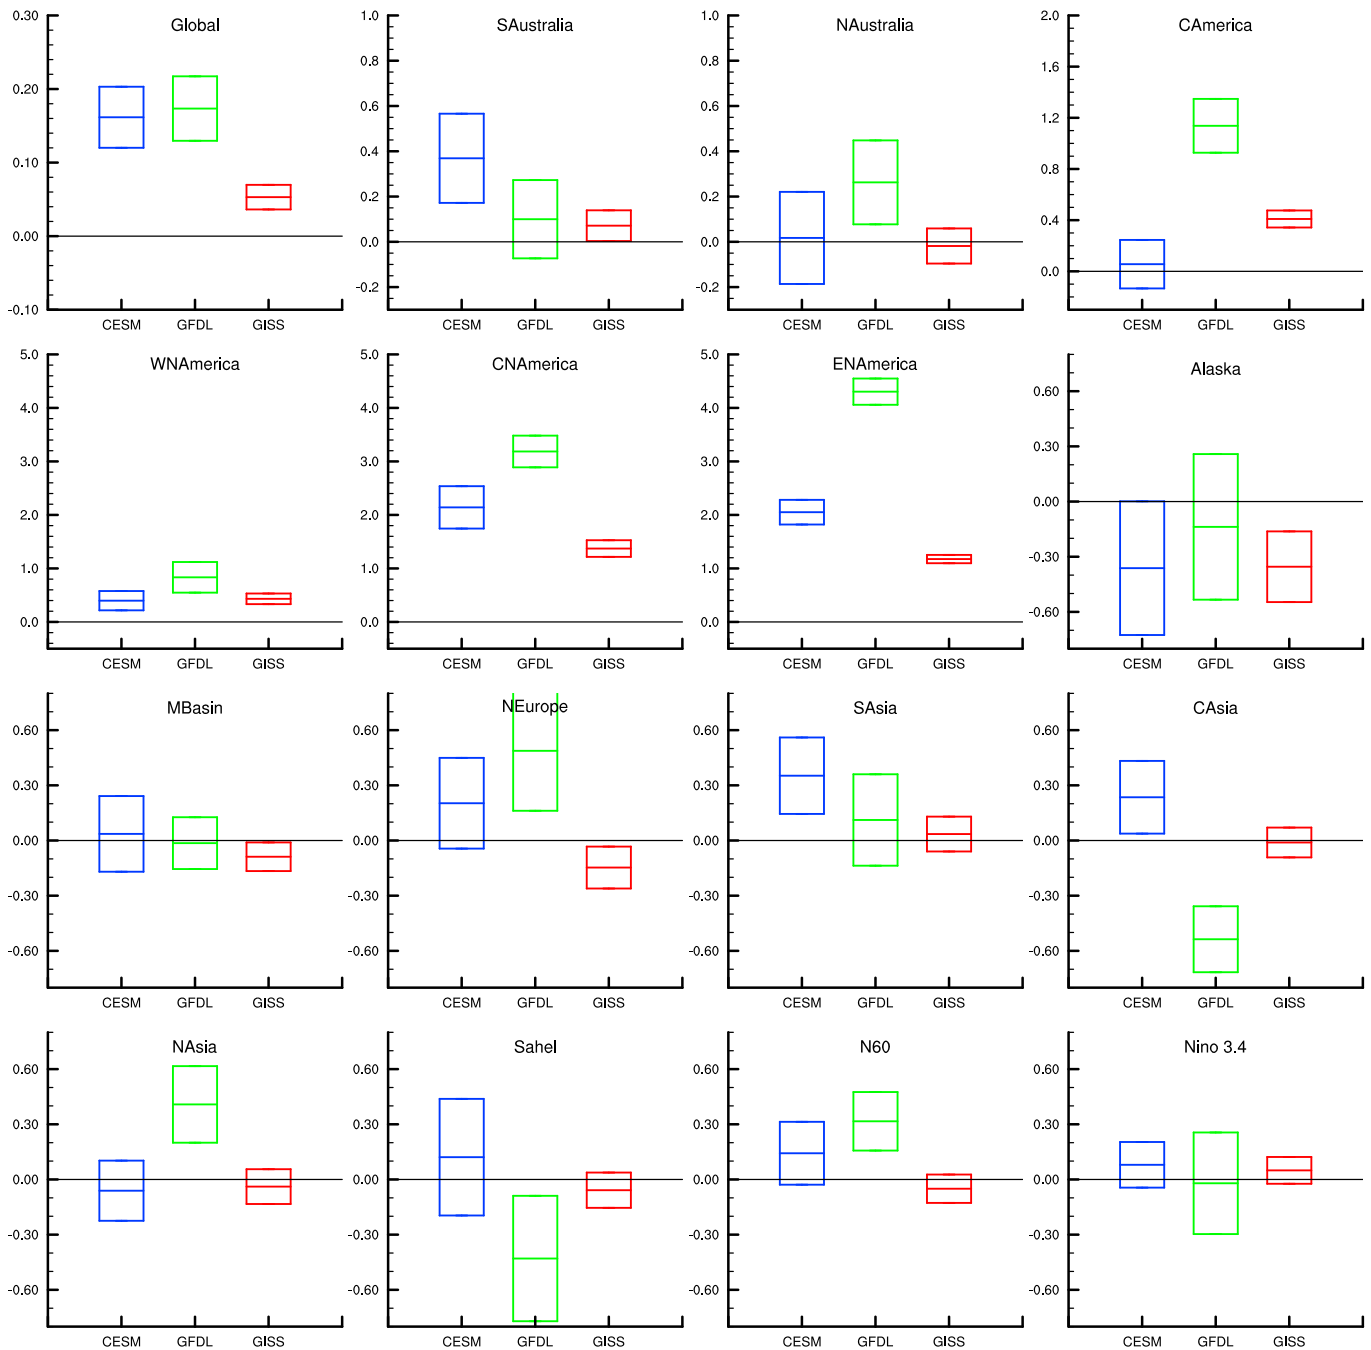 Global
0.30
0.20
0.10
0.00
-0.10
CESM GFDL GISS
SAustralia
1.0
0.8
0.6
0.4
0.2
0.0
-0.2
CESM GFDL GISS
NAustralia
1.0
0.8
0.6
0.4
0.2
0.0
-0.2
CESM GFDL GISS
CAmerica
2.0
1.6
1.2
0.8
0.4
0.0
CESM GFDL GISS
WNAmerica
5.0
4.0
3.0
2.0
1.0
0.0
CESM GFDL GISS
CNAmerica
5.0
4.0
3.0
2.0
1.0
0.0
CESM GFDL GISS
ENAmerica
5.0
4.0
3.0
2.0
1.0
0.0
CESM GFDL GISS
Alaska
0.60
0.30
0.00
-0.30
-0.60
CESM GFDL GISS
MBasin
0.60
0.30
0.00
-0.30
-0.60
CESM GFDL GISS
NEurope
0.60
0.30
0.00
-0.30
-0.60
CESM GFDL GISS
SAsia
0.60
0.30
0.00
-0.30
-0.60
CESM GFDL GISS
CAsia
0.60
0.30
0.00
-0.30
-0.60
CESM GFDL GISS
NAsia
0.60
0.30
0.00
-0.30
-0.60
CESM GFDL GISS
Sahel
0.60
0.30
0.00
-0.30
-0.60
CESM GFDL GISS
N60
0.60
0.30
0.00
-0.30
-0.60
CESM GFDL GISS
Nino 3.4
0.60
0.30
0.00
-0.30
-0.60
CESM GFDL GISS